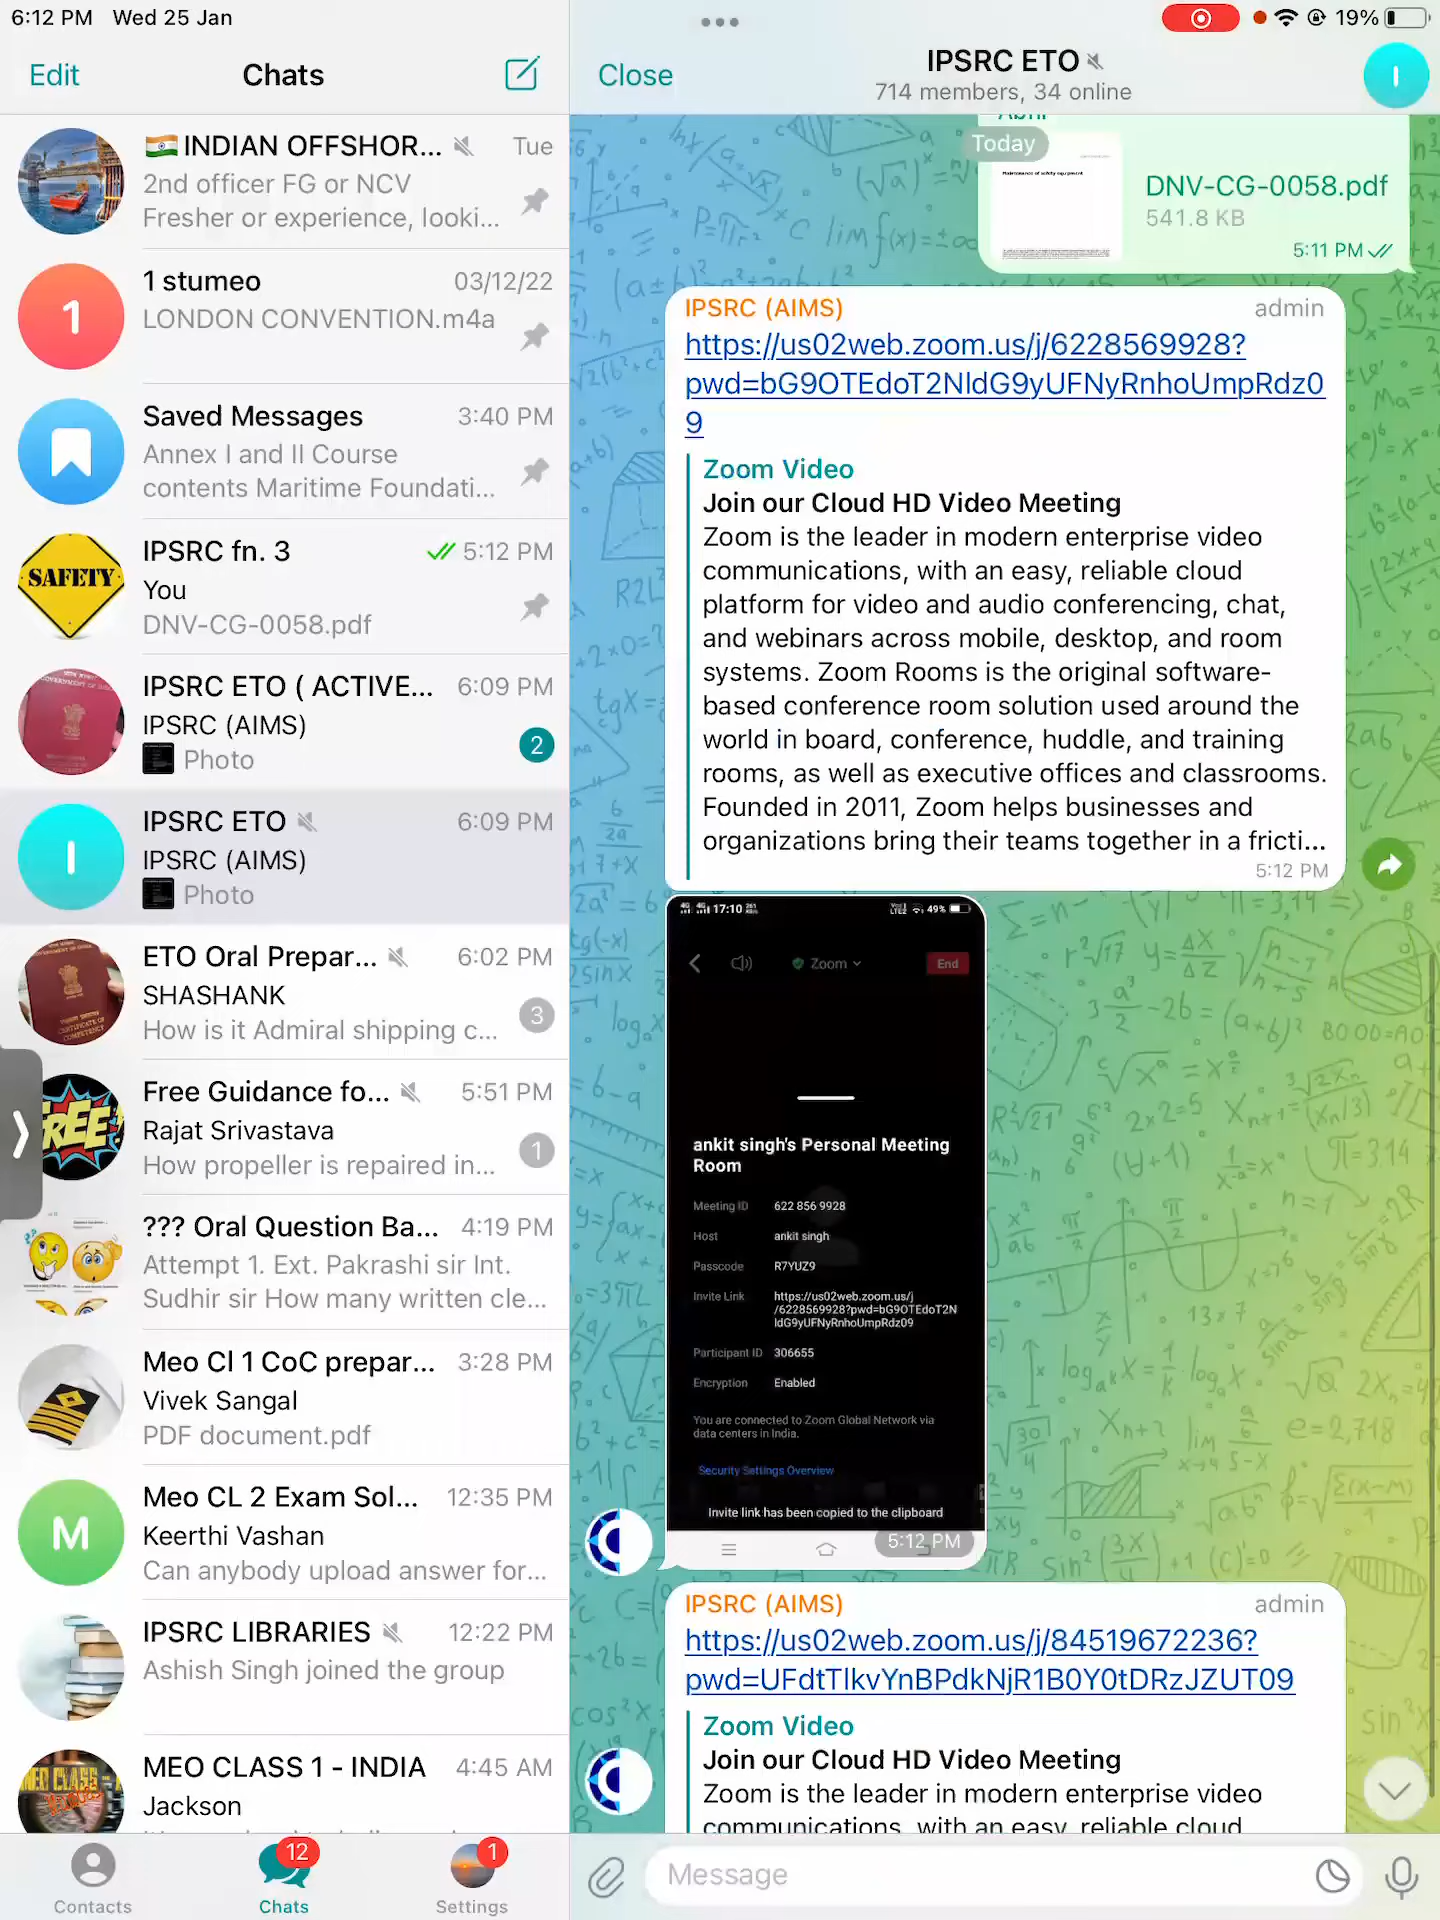 6:12 PM Wed 25 Jan
19%
Edit
Chats
INDIAN OFFSHOR... Tue
2nd officer FG or NCV
Fresher or experience, looki...
1 stumeo 03/12/22
LONDON CONVENTION.m4a
1
Saved Messages 3:40 PM
Annex I and II Course
contents Maritime Foundati...
SAFETY
IPSRC fn. 3 5:12 PM
You
DNV-CG-0058.pdf
IPSRC ETO ( ACTIVE... 6:09 PM
IPSRC (AIMS)
Photo
2
I
IPSRC ETO 6:09 PM
IPSRC (AIMS)
Photo
ETO Oral Prepar... 6:02 PM
SHASHANK
How is it Admiral shipping c...
3
Free Guidance fo... 5:51 PM
Rajat Srivastava
How propeller is repaired in...
1
??? Oral Question Ba... 4:19 PM
Attempt 1. Ext. Pakrashi sir Int.
Sudhir sir How many written cle...
Meo Cl 1 CoC prepar... 3:28 PM
Vivek Sangal
PDF document.pdf
M
Meo CL 2 Exam Sol... 12:35 PM
Keerthi Vashan
Can anybody upload answer for...
IPSRC LIBRARIES 12:22 PM
Ashish Singh joined the group
MEO CLASS 1 - INDIA 4:45 AM
Jackson
Contacts
12
Chats
1
Settings
Close
IPSRC ETO
714 members, 34 online
I
Today
Maintenance of safety equipment
DNV-CG-0058.pdf
541.8 KB
5:11 PM
IPSRC (AIMS) admin
https://us02web.zoom.us/j/6228569928?
pwd=bG9OTEdoT2NldG9yUFNyRnhoUmpRdz0
9
Zoom Video
Join our Cloud HD Video Meeting
Zoom is the leader in modern enterprise video
communications, with an easy, reliable cloud
platform for video and audio conferencing, chat,
and webinars across mobile, desktop, and room
systems. Zoom Rooms is the original software-
based conference room solution used around the
world in board, conference, huddle, and training
rooms, as well as executive offices and classrooms.
Founded in 2011, Zoom helps businesses and
organizations bring their teams together in a fricti...
5:12 PM
17:10
49%
Zoom
End
ankit singh's Personal Meeting
Room
Meeting ID 622 856 9928
Host ankit singh
Passcode R7YUZ9
Invite Link https://us02web.zoom.us/j
/6228569928?pwd=bG9OTEdoT2N
ldG9yUFNyRnhoUmpRdz09
Participant ID 306655
Encryption Enabled
You are connected to Zoom Global Network via
data centers in India.
Security Settings Overview
Invite link has been copied to the clipboard
5:12 PM
IPSRC (AIMS) admin
https://us02web.zoom.us/j/84519672236?
pwd=UFdtTlkvYnBPdkNjR1B0Y0tDRzJZUT09
Zoom Video
Join our Cloud HD Video Meeting
Zoom is the leader in modern enterprise video
communications, with an easy, reliable cloud
Message